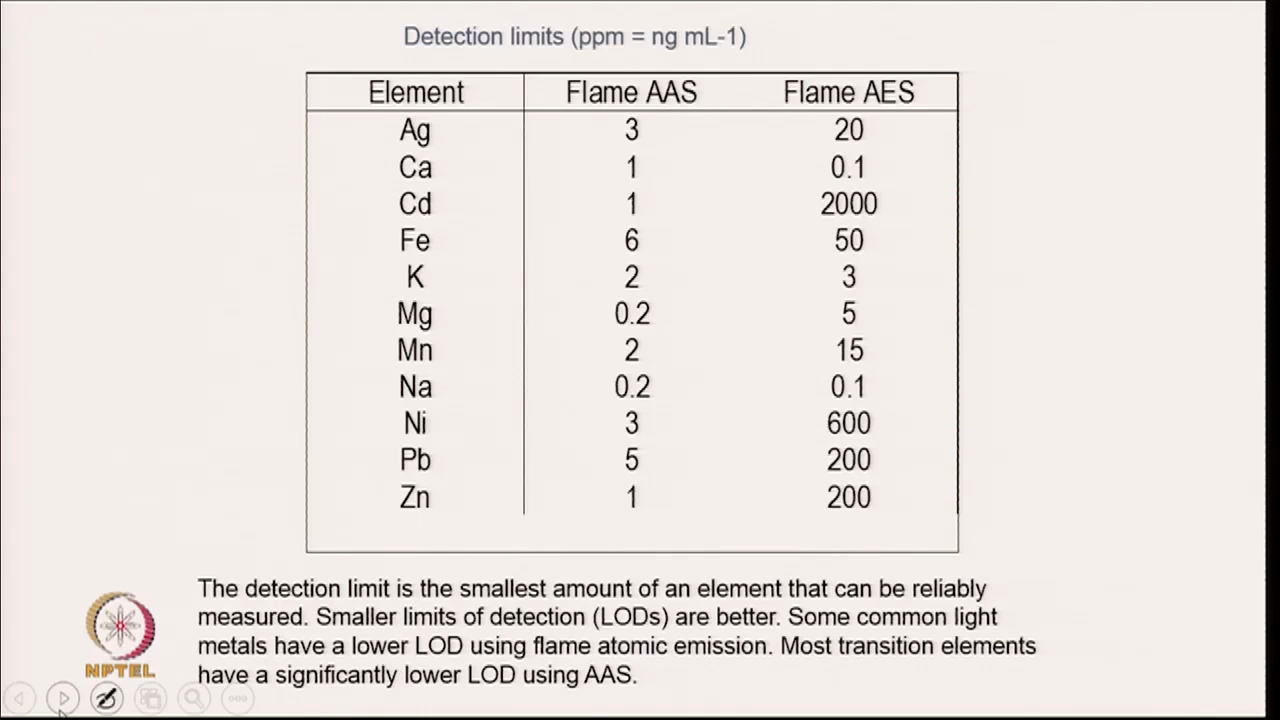 Detection limits (ppm = ng mL-1)
Element Flame AAS Flame AES
Ag 3 20
Ca 1 0.1
Cd 1 2000
Fe 6 50
K 2 3
Mg 0.2 5
Mn 2 15
Na 0.2 0.1
Ni 3 600
Pb 5 200
Zn 1 200
The detection limit is the smallest amount of an element that can be reliably
measured. Smaller limits of detection (LODs) are better. Some common light
metals have a lower LOD using flame atomic emission. Most transition elements
have a significantly lower LOD using AAS.
NPTEL